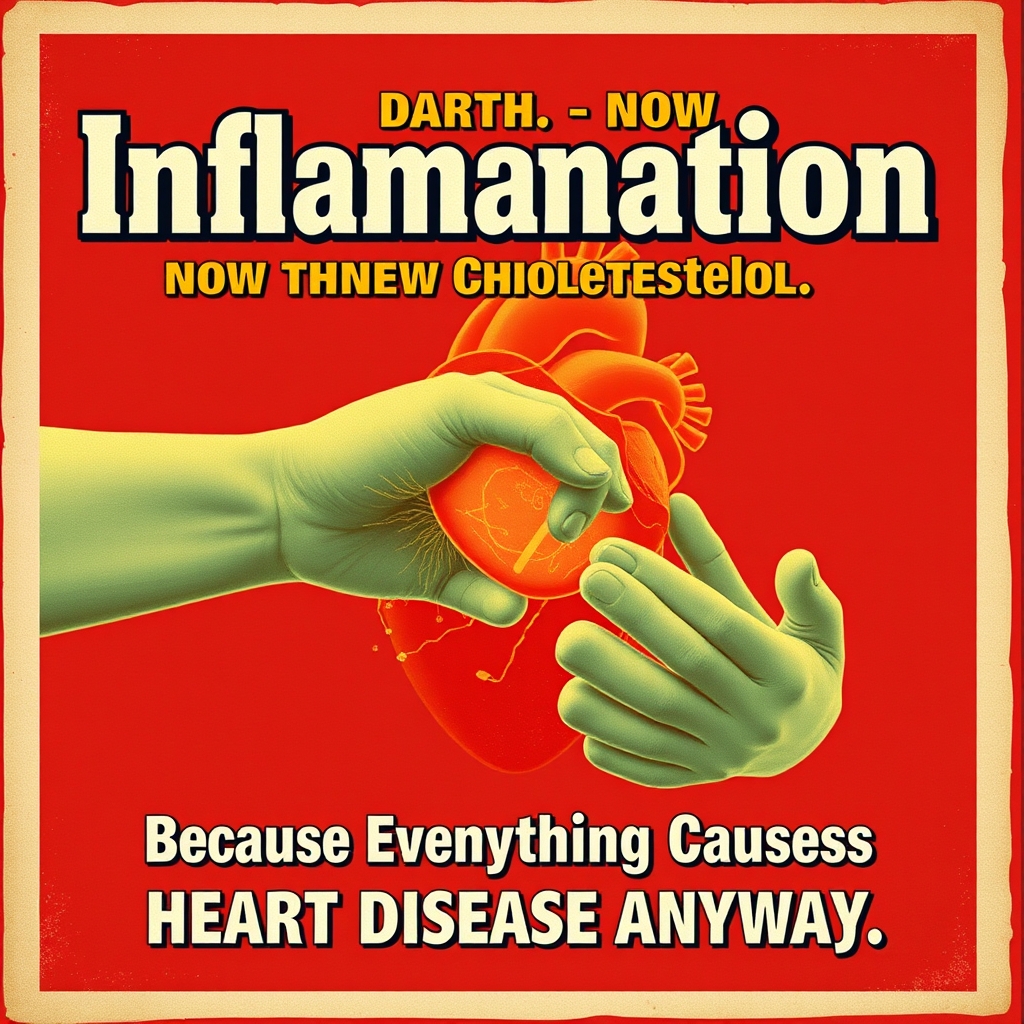 DARTH. - NOW
Inflamanation
NOW THNEW CHIOLeTESteloL.
Because Evenything Causess
HEART DISEASE ANYWAY.